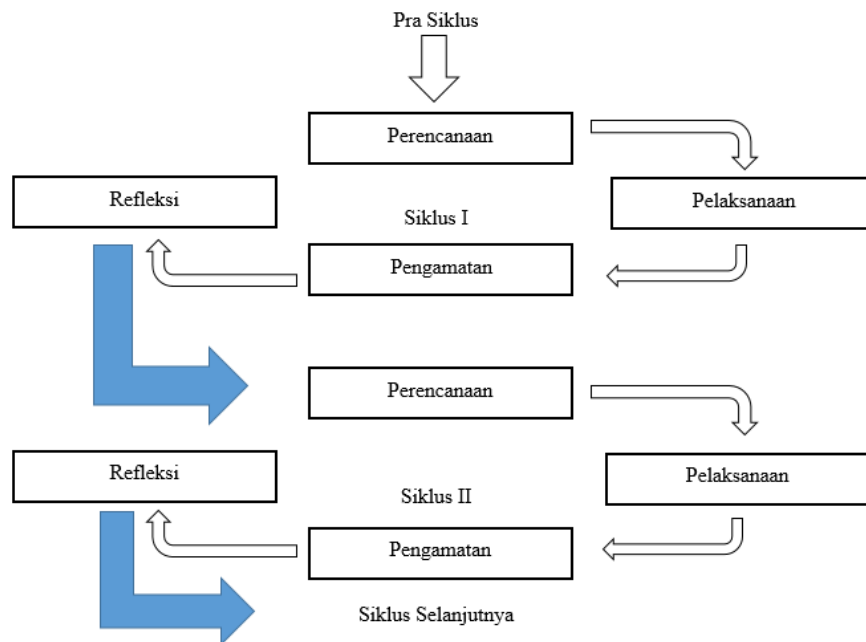 Pra Siklus
Perencanaan
Refleksi
Pelaksanaan
Siklus I
Pengamatan
Perencanaan
Refleksi
Pelaksanaan
Siklus II
Pengamatan
Siklus Selanjutnya